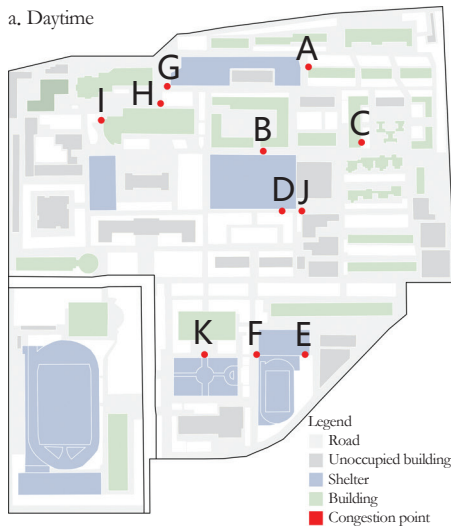 a. Daytime
A
G
H
I
B
C
D J
K F E
Legend
Road
Unoccupied building
Shelter
Building
Congestion point